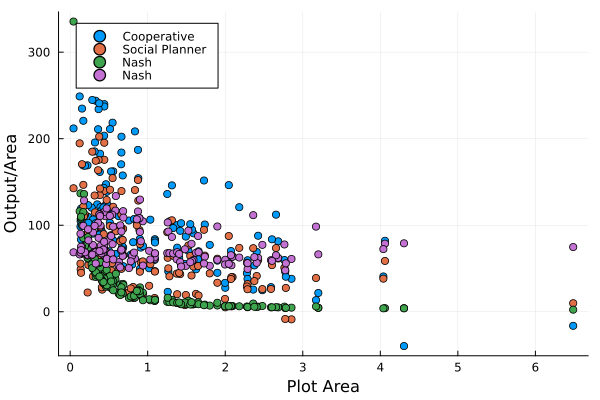 300
200
100
0
Output/Area
Cooperative
Social Planner
Nash
Nash
0 1 2 3 4 5 6
Plot Area